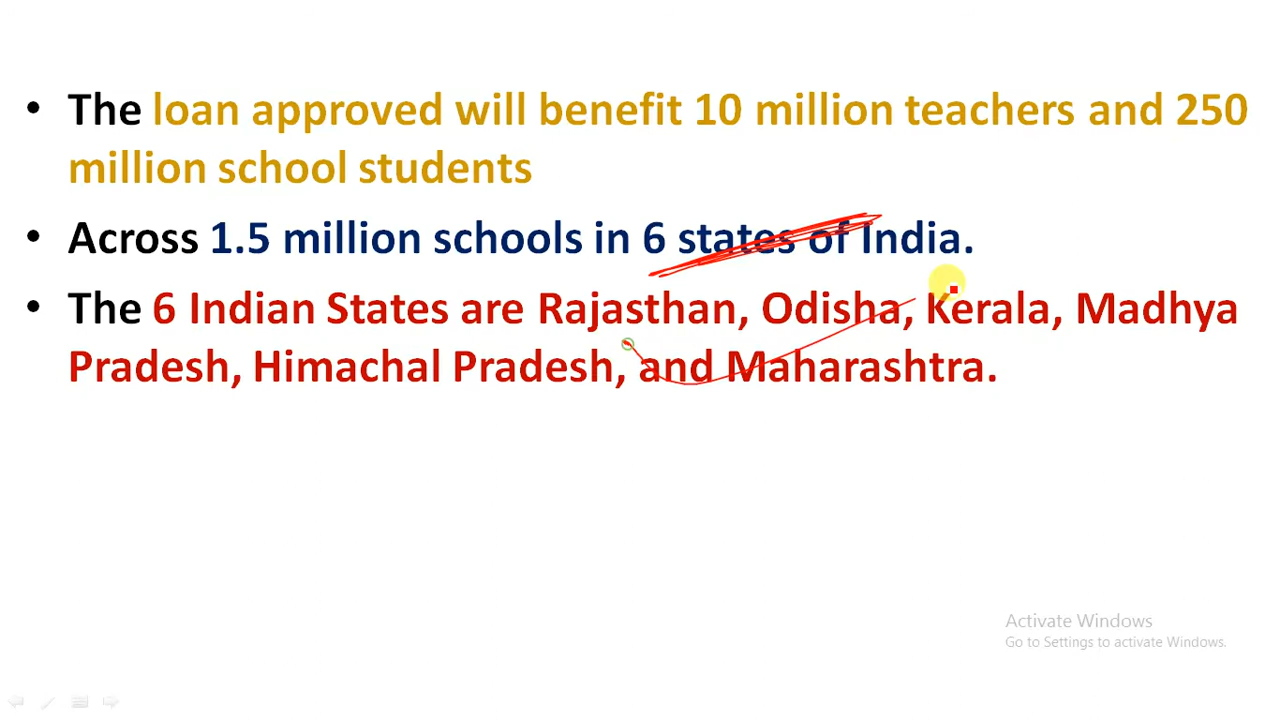 • The loan approved will benefit 10 million teachers and 250
million school students
• Across 1.5 million schools in 6 states of India.
• The 6 Indian States are Rajasthan, Odisha, Kerala, Madhya
Pradesh, Himachal Pradesh, and Maharashtra.
Activate Windows
Go to Settings to activate Windows.